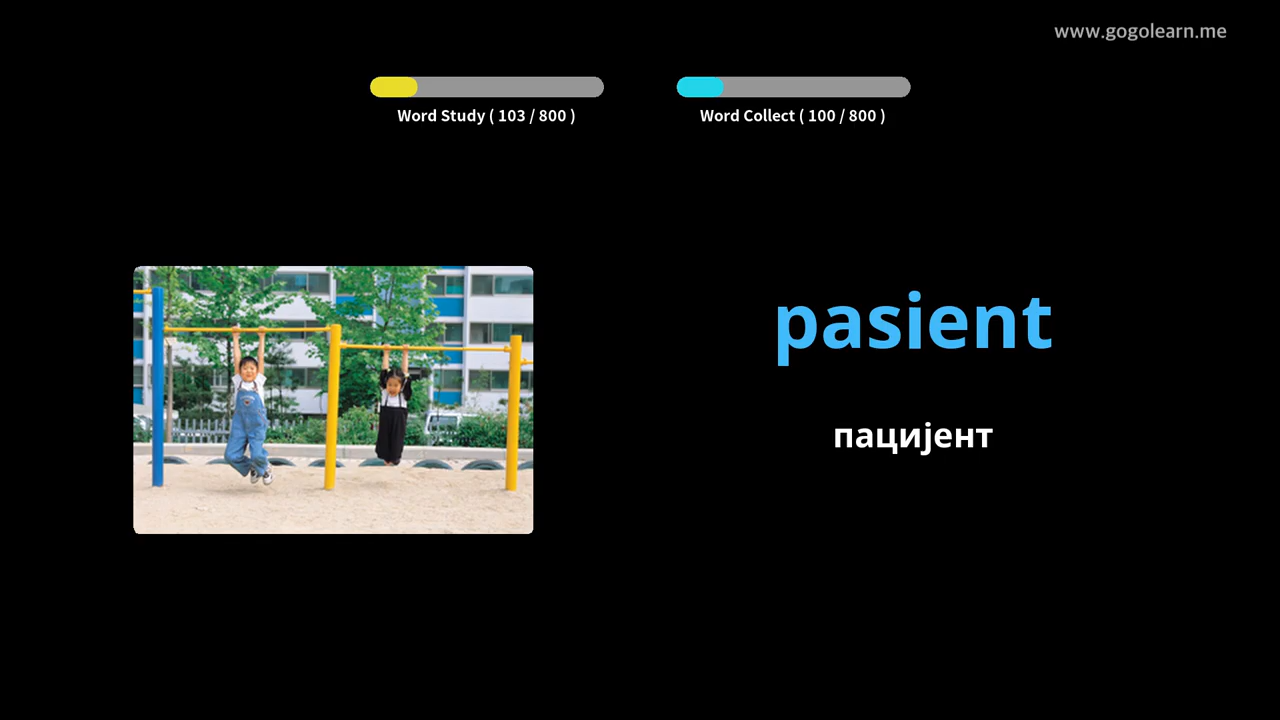 www.gogolearn.me
Word Study ( 103 / 800 )
Word Collect ( 100 / 800 )
pasient
пацијент